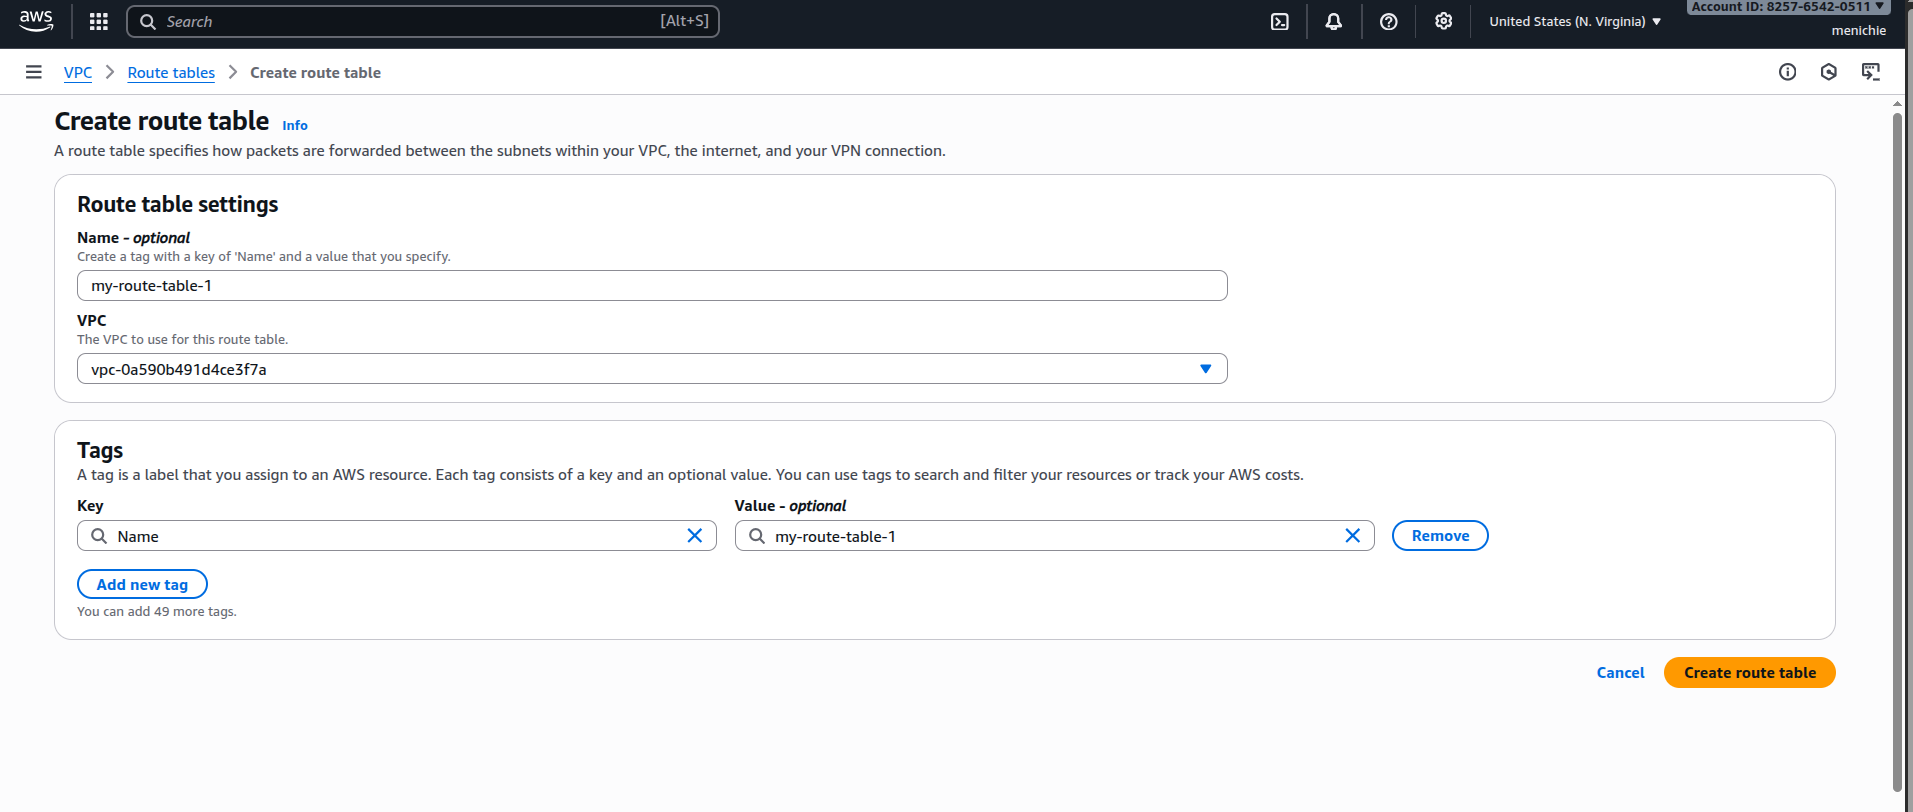 aws
Search
[Alt+S]
United States (N. Virginia)
Account ID: 8257-6542-0511
menichie
VPC
Route tables
Create route table
Create route table
Info
A route table specifies how packets are forwarded between the subnets within your VPC, the internet, and your VPN connection.
Route table settings
Name - optional
Create a tag with a key of 'Name' and a value that you specify.
my-route-table-1
VPC
The VPC to use for this route table.
vpc-0a590b491d4ce3f7a
Tags
A tag is a label that you assign to an AWS resource. Each tag consists of a key and an optional value. You can use tags to search and filter your resources or track your AWS costs.
Key
Value - optional
Name
my-route-table-1
Remove
Add new tag
You can add 49 more tags.
Cancel
Create route table